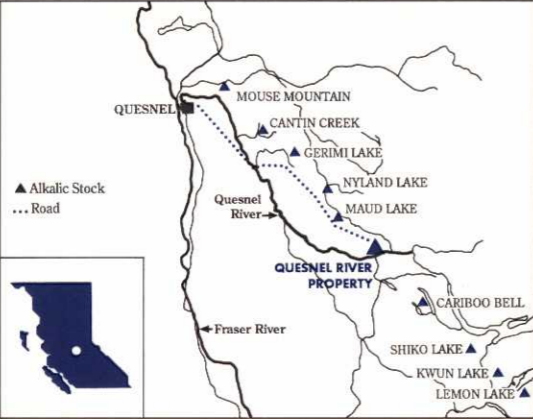 MOUSE MOUNTAIN
QUESNEL
CANTIN CREEK
GERIMI LAKE
NYLAND LAKE
MAUD LAKE
Alkalic Stock
Road
Quesnel
River
QUESNEL RIVER
PROPERTY
CARIBOO BELL
Fraser River
SHIKO LAKE
KWUN LAKE
LEMON LAKE